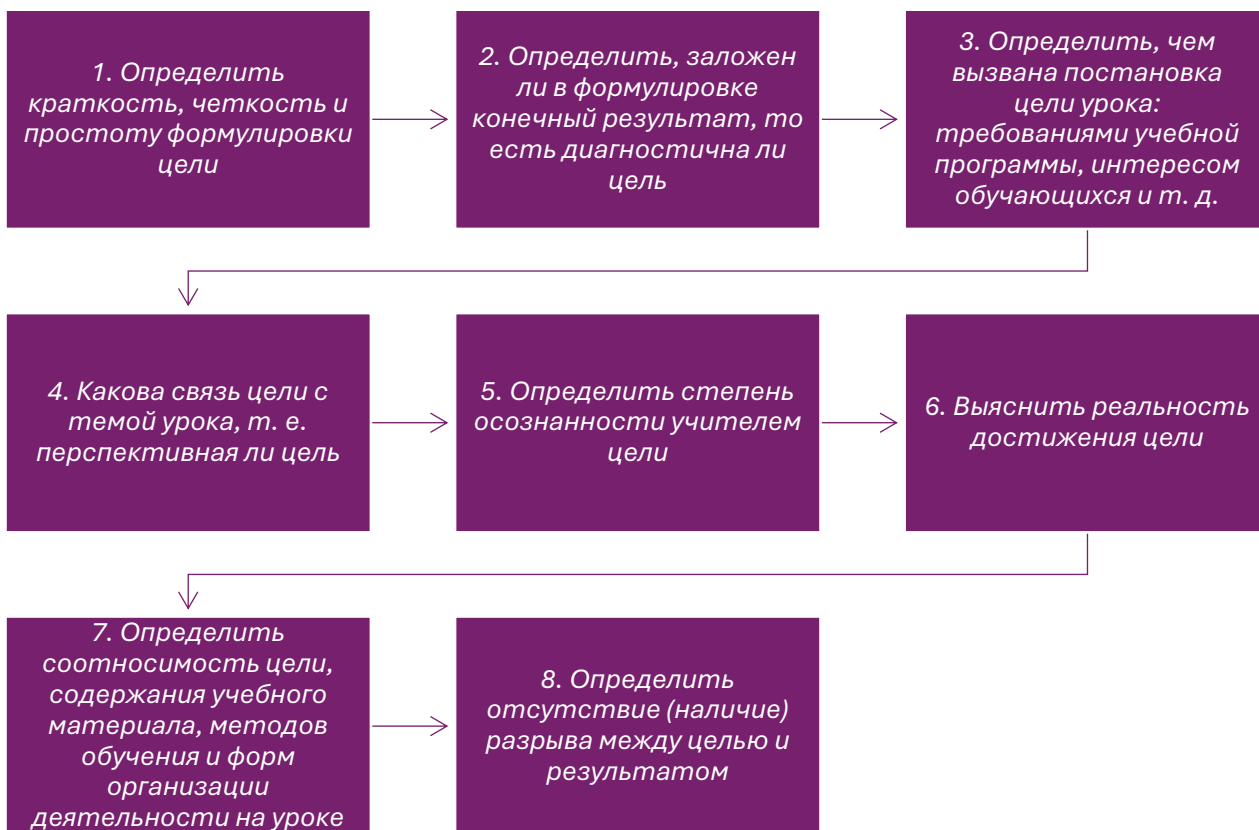 1. Определить
краткость, четкость и
простоту формулировки
цели
2. Определить, заложен
ли в формулировке
конечный результат, то
есть диагностична ли
цель
3. Определить, чем
вызвана постановка
цели урока:
требованиями учебной
программы, интересом
обучающихся и т. д.
4. Какова связь цели с
темой урока, т. е.
перспективная ли цель
5. Определить степень
осознанности учителем
цели
6. Выяснить реальность
достижения цели
7. Определить
соотносимость цели,
содержания учебного
материала, методов
обучения и форм
организации
деятельности на уроке
8. Определить
отсутствие (наличие)
разрыва между целью и
результатом